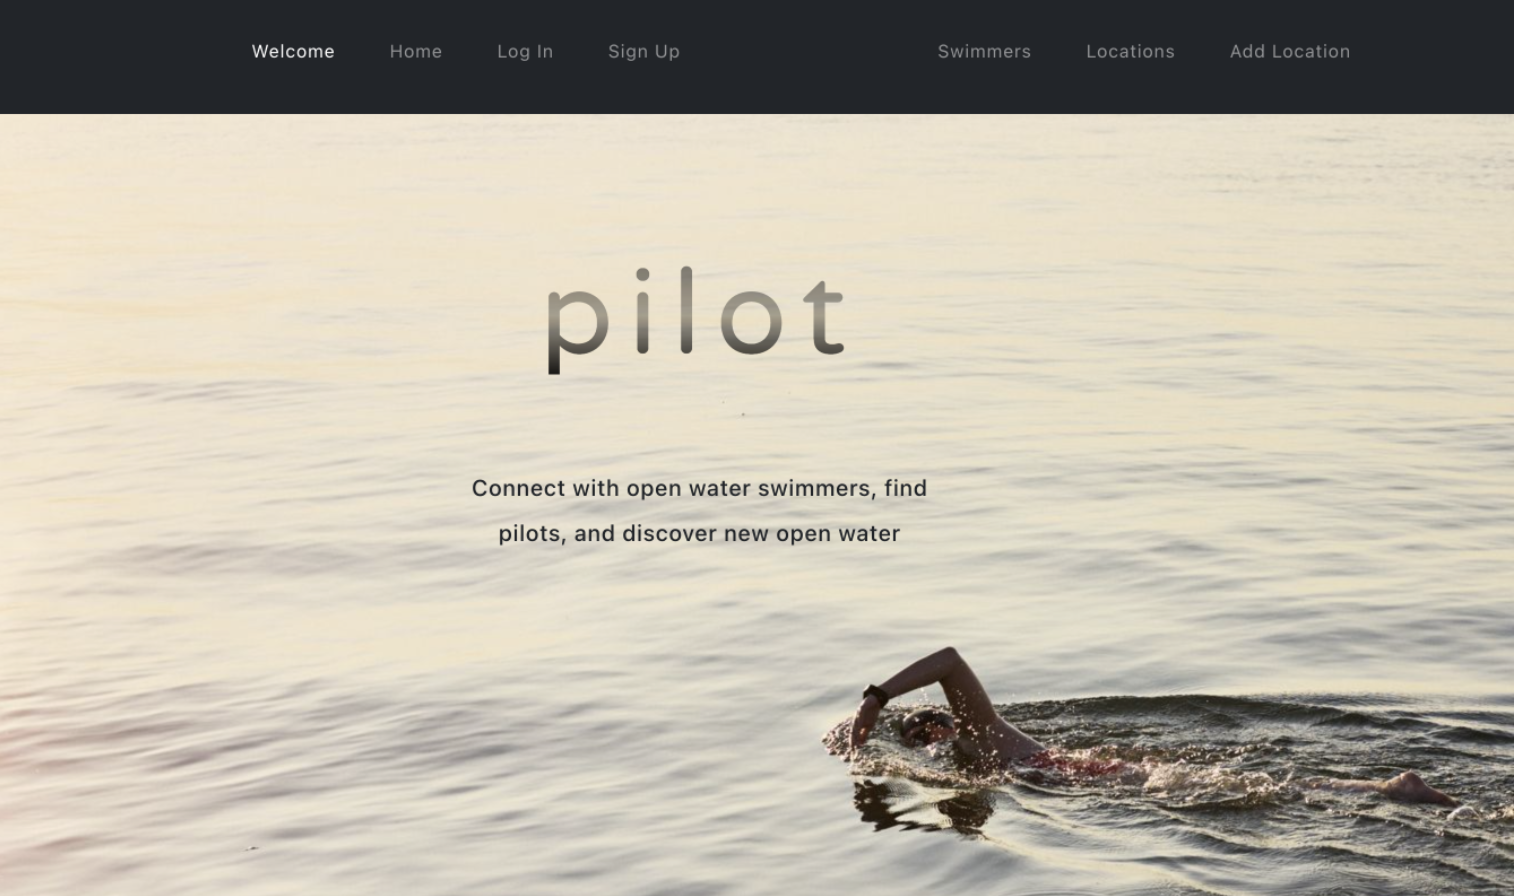 Welcome Home Log In Sign Up Swimmers Locations Add Location
pilot
Connect with open water swimmers, find
pilots, and discover new open water